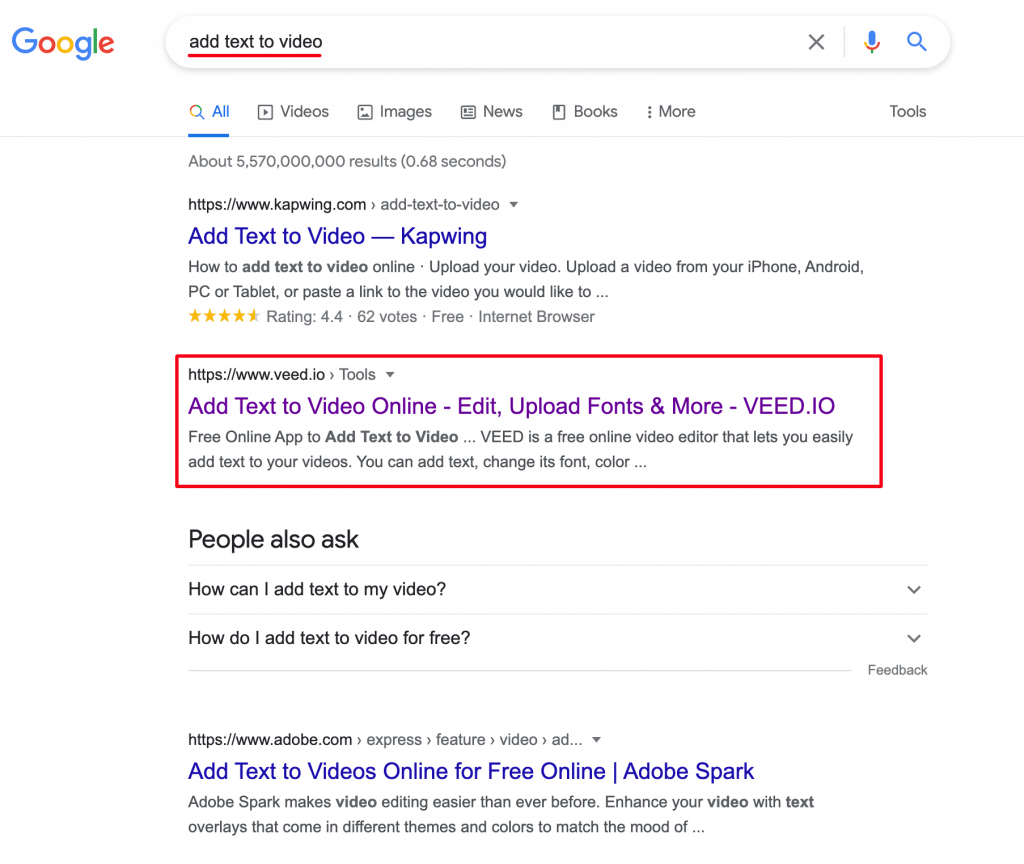 Google
add text to video
All
Videos
Images
News
Books
More
Tools
About 5,570,000,000 results (0.68 seconds)
https://www.kapwing.com › add-text-to-video
Add Text to Video — Kapwing
How to add text to video online · Upload your video. Upload a video from your iPhone, Android,
PC or Tablet, or paste a link to the video you would like to ...
Rating: 4.4 · 62 votes · Free · Internet Browser
https://www.veed.io › Tools
Add Text to Video Online - Edit, Upload Fonts & More - VEED.IO
Free Online App to Add Text to Video ... VEED is a free online video editor that lets you easily
add text to your videos. You can add text, change its font, color ...
People also ask
How can I add text to my video?
How do I add text to video for free?
Feedback
https://www.adobe.com › express › feature › video › ad...
Add Text to Videos Online for Free Online | Adobe Spark
Adobe Spark makes video editing easier than ever before. Enhance your video with text
overlays that come in different themes and colors to match the mood of ...